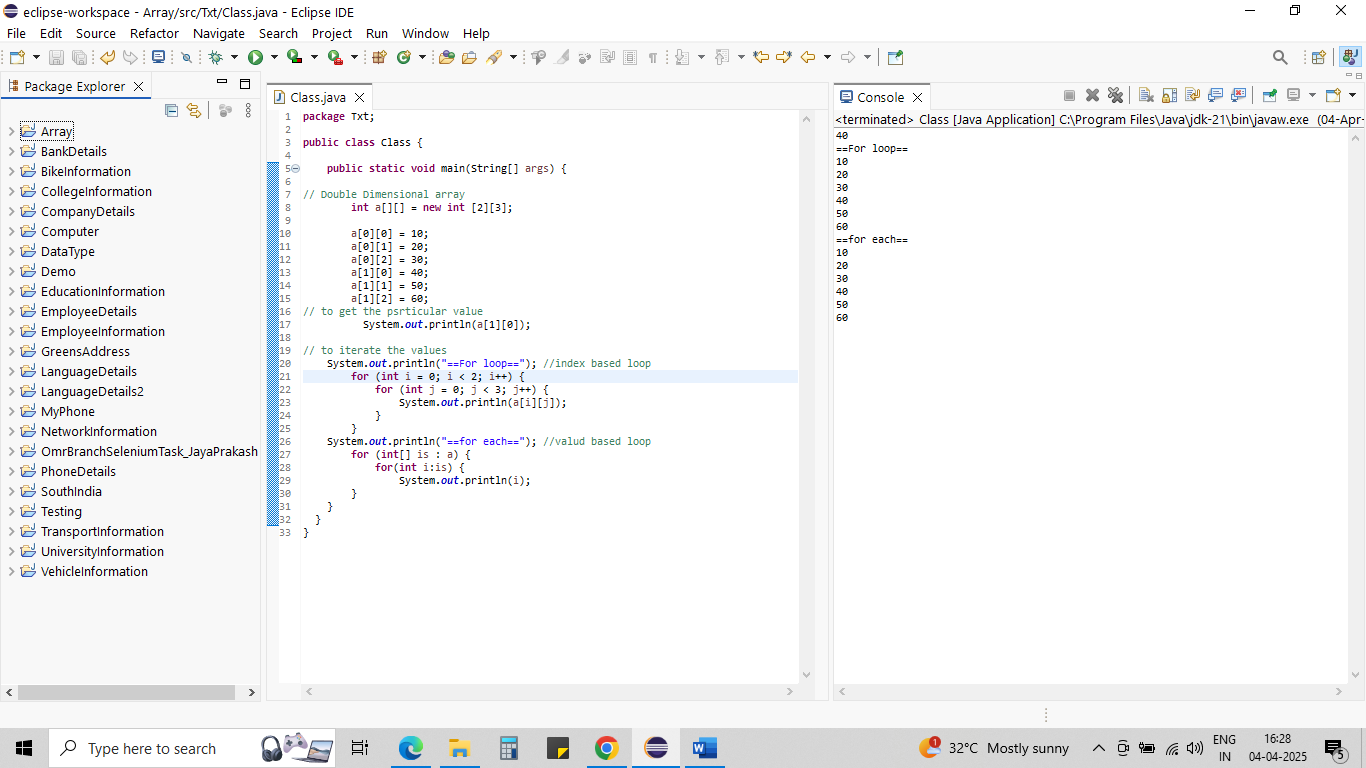 eclipse-workspace - Array/src/Txt/Class.java - Eclipse IDE
File Edit Source Refactor Navigate Search Project Run Window Help
Package Explorer
Array
BankDetails
BikeInformation
CollegeInformation
CompanyDetails
Computer
DataType
Demo
EducationInformation
EmployeeDetails
EmployeeInformation
GreensAddress
LanguageDetails
LanguageDetails2
MyPhone
NetworkInformation
OmrBranchSeleniumTask_JayaPrakash
PhoneDetails
SouthIndia
Testing
TransportInformation
UniversityInformation
VehicleInformation
Class.java
1 package Txt;
2
3 public class Class {
4
5 public static void main(String[] args) {
6
7 // Double Dimensional array
8 int a[][] = new int [2][3];
9
10 a[0][0] = 10;
11 a[0][1] = 20;
12 a[0][2] = 30;
13 a[1][0] = 40;
14 a[1][1] = 50;
15 a[1][2] = 60;
16 // to get the psrticular value
17 System.out.println(a[1][0]);
18
19 // to iterate the values
20 System.out.println("==For loop=="); //index based loop
21 for (int i = 0; i < 2; i++) {
22 for (int j = 0; j < 3; j++) {
23 System.out.println(a[i][j]);
24 }
25 }
26 System.out.println("==for each=="); //valud based loop
27 for (int[] is : a) {
28 for(int i:is) {
29 System.out.println(i);
30 }
31 }
32 }
33 }
Console
<terminated> Class [Java Application] C:\Program Files\Java\jdk-21\bin\javaw.exe (04-Apr-
40
==For loop==
10
20
30
40
50
60
==for each==
10
20
30
40
50
60
Type here to search
1
32°C Mostly sunny
ENG
IN
16:28
04-04-2025
5